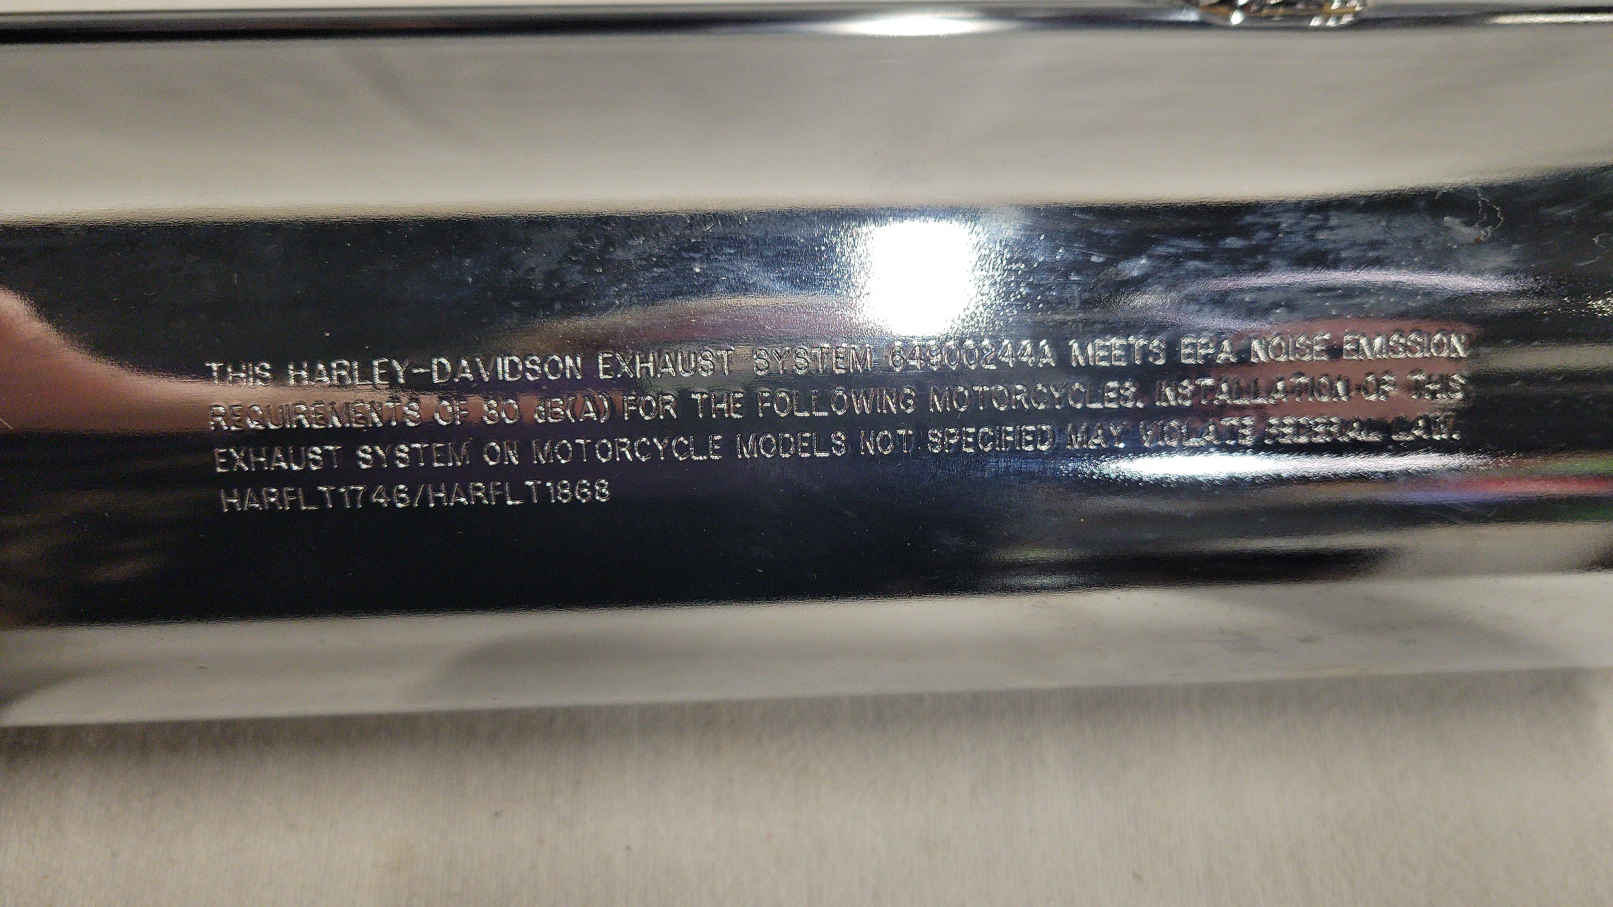 THIS HARLEY-DAVIDSON EXHAUST SYSTEM 64900244A MEETS EPA NOISE EMISSION
REQUIREMENTS OF 80 dB(A) FOR THE FOLLOWING MOTORCYCLES. INSTALLATION OF THIS
EXHAUST SYSTEM ON MOTORCYCLE MODELS NOT SPECIFIED MAY VIOLATE FEDERAL LAW.
HARFLT1746/HARFLT1868